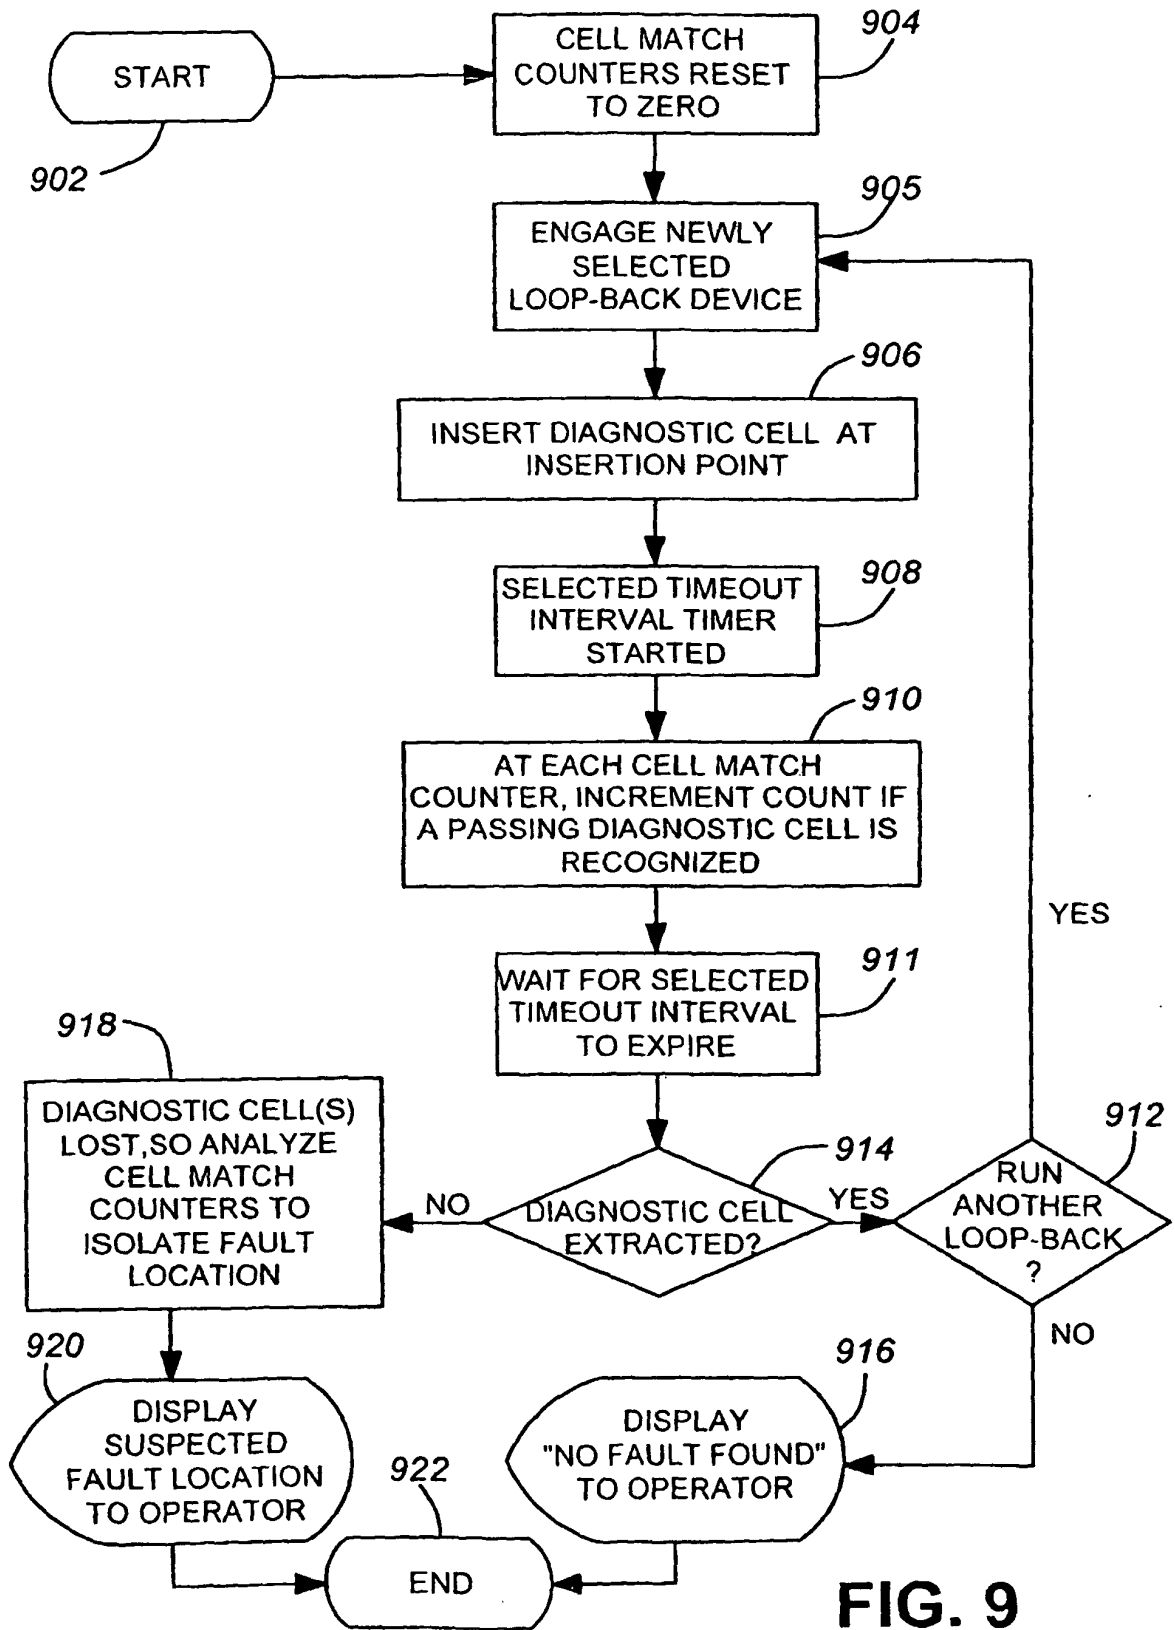 904
CELL MATCH
COUNTERS RESET
TO ZERO
START
902
905
ENGAGE NEWLY
SELECTED
LOOP-BACK DEVICE
906
INSERT DIAGNOSTIC CELL AT
INSERTION POINT
908
SELECTED TIMEOUT
INTERVAL TIMER
STARTED
910
AT EACH CELL MATCH
COUNTER, INCREMENT COUNT IF
A PASSING DIAGNOSTIC CELL IS
RECOGNIZED
YES
911
WAIT FOR SELECTED
TIMEOUT INTERVAL
TO EXPIRE
918
DIAGNOSTIC CELL(S)
LOST,SO ANALYZE
CELL MATCH
COUNTERS TO
ISOLATE FAULT
LOCATION
NO
914
DIAGNOSTIC CELL
EXTRACTED?
YES
912
RUN
ANOTHER
LOOP-BACK
?
NO
920
DISPLAY
SUSPECTED
FAULT LOCATION
TO OPERATOR
916
DISPLAY
"NO FAULT FOUND"
TO OPERATOR
922
END
FIG. 9